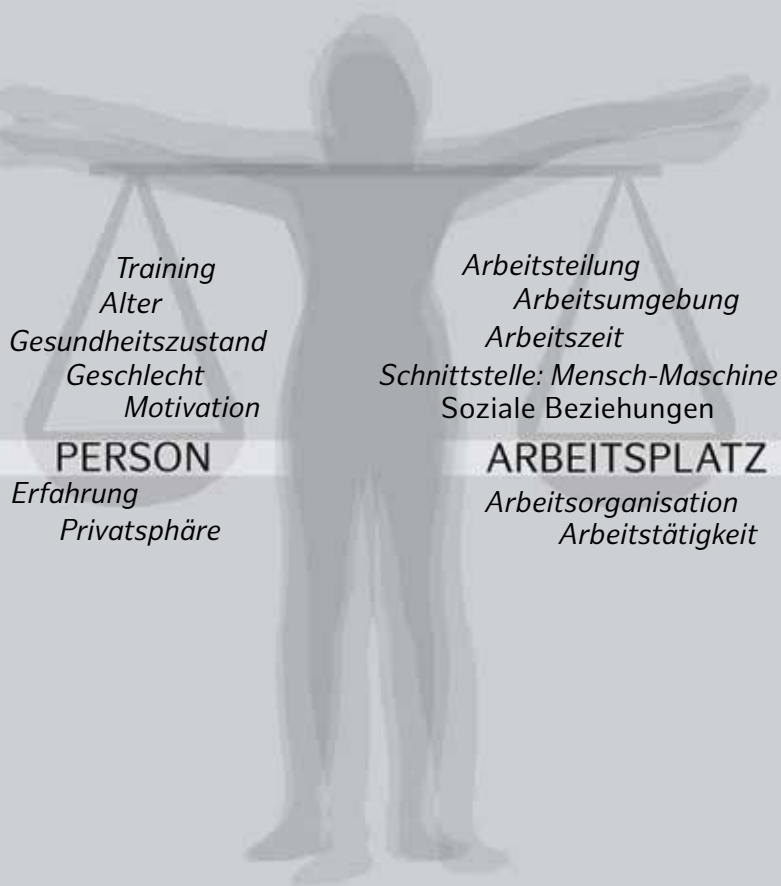 Training
Alter
Gesundheitszustand
Geschlecht
Motivation
PERSON
Erfahrung
Privatsphäre
Arbeitsteilung
Arbeitsumgebung
Arbeitszeit
Schnittstelle: Mensch-Maschine
Soziale Beziehungen
ARBEITSPLATZ
Arbeitsorganisation
Arbeitstätigkeit